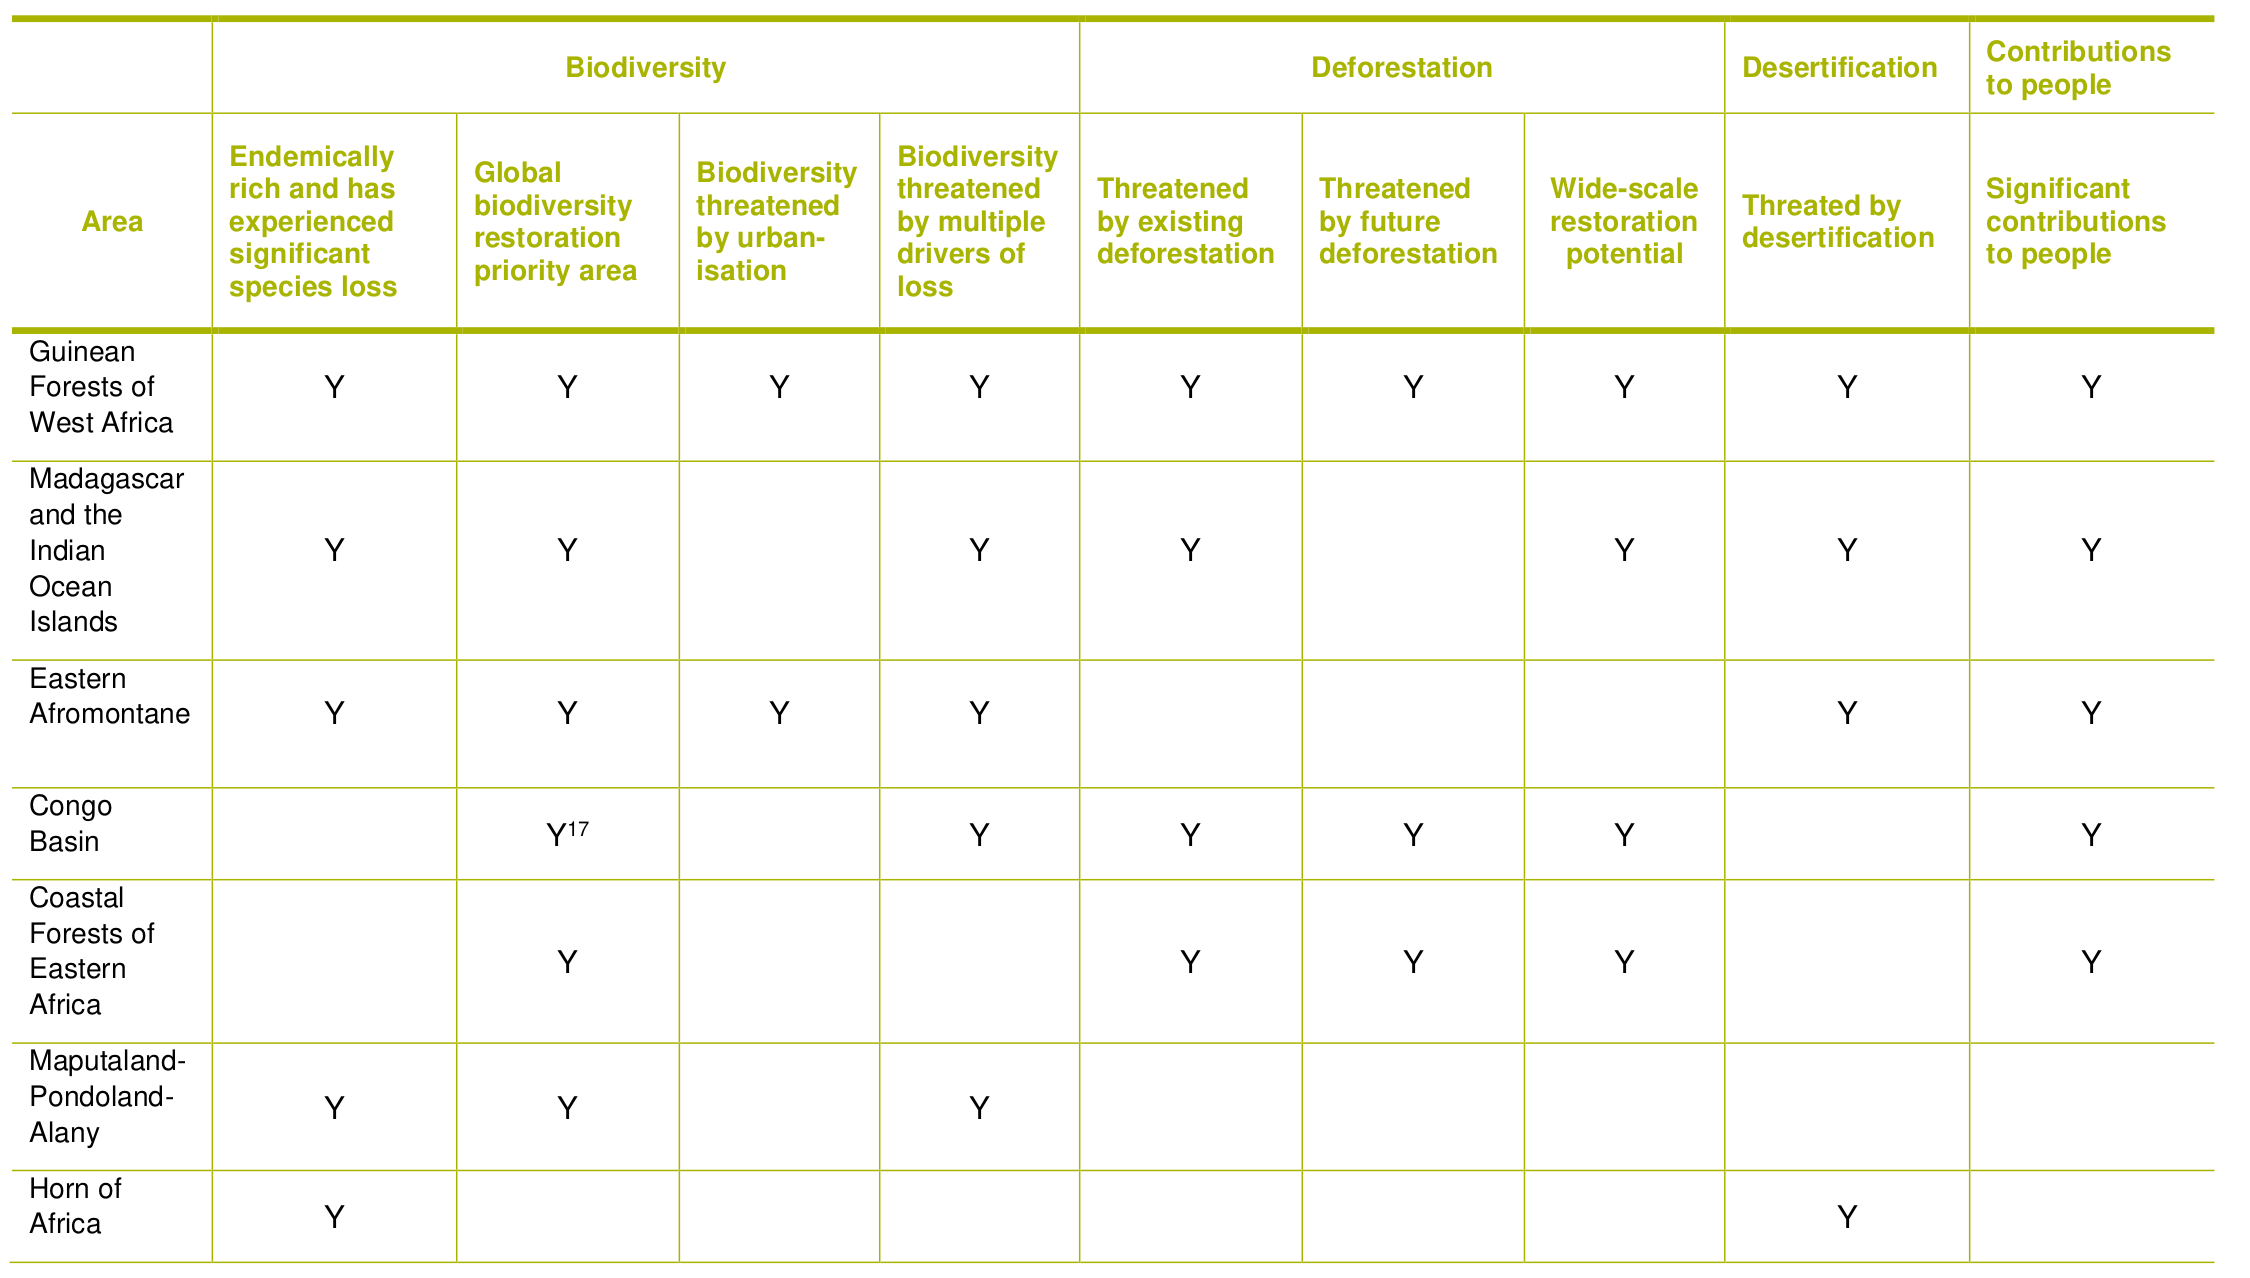 Biodiversity
Deforestation
Desertification
Contributions
to people
Area
Endemically
rich and has
experienced
significant
species loss
Global
biodiversity
restoration
priority area
Biodiversity
threatened
by urban-
isation
Biodiversity
threatened
by multiple
drivers of
loss
Threatened
by existing
deforestation
Threatened
by future
deforestation
Wide-scale
restoration
potential
Threated by
desertification
Significant
contributions
to people
Guinean
Forests of
West Africa
Y Y Y Y Y Y Y Y Y
Madagascar
and the
Indian
Ocean
Islands
Y Y Y Y Y Y Y
Eastern
Afromontane
Y Y Y Y Y Y
Congo
Basin
Y17 Y Y Y Y Y
Coastal
Forests of
Eastern
Africa
Y Y Y Y Y
Maputaland-
Pondoland-
Alany
Y Y Y
Horn of
Africa
Y Y